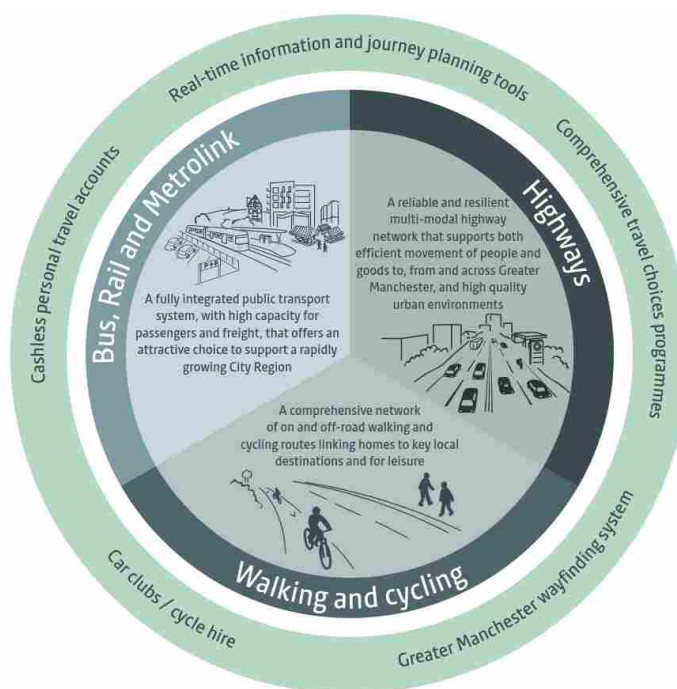 Real-time information and journey planning tools
Comprehensive travel choices programmes
Greater Manchester wayfinding system
Car clubs / cycle hire
Cashless personal travel accounts
Bus, Rail and Metrolink
A fully integrated public transport
system, with high capacity for
passengers and freight, that offers an
attractive choice to support a rapidly
growing City Region
Highways
A reliable and resilient
multi-modal highway
network that supports both
efficient movement of people and
goods to, from and across Greater
Manchester, and high quality
urban environments
Walking and cycling
A comprehensive network
of on and off-road walking and
cycling routes linking homes to key local
destinations and for leisure